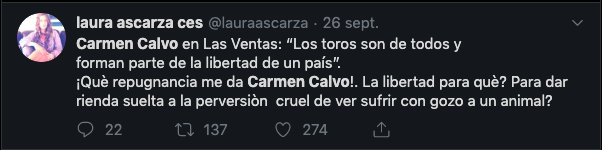 laura ascarza ces @lauraascarza · 26 sept.
Carmen Calvo en Las Ventas: “Los toros son de todos y
forman parte de la libertad de un país”.
¡Què repugnancia me da Carmen Calvo!. La libertad para què? Para dar
rienda suelta a la perversiòn cruel de ver sufrir con gozo a un animal?
22 137 274